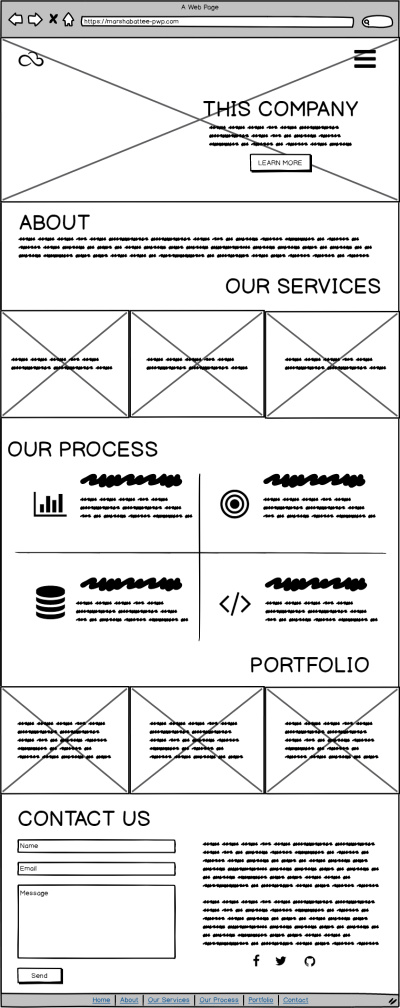 A Web Page
https://marshabattee-pwp.com
THIS COMPANY
LEARN MORE
ABOUT
OUR SERVICES
OUR PROCESS
PORTFOLIO
CONTACT US
Name
Email
Message
Send
Home | About | Our Services | Our Process | Portfolio | Contact